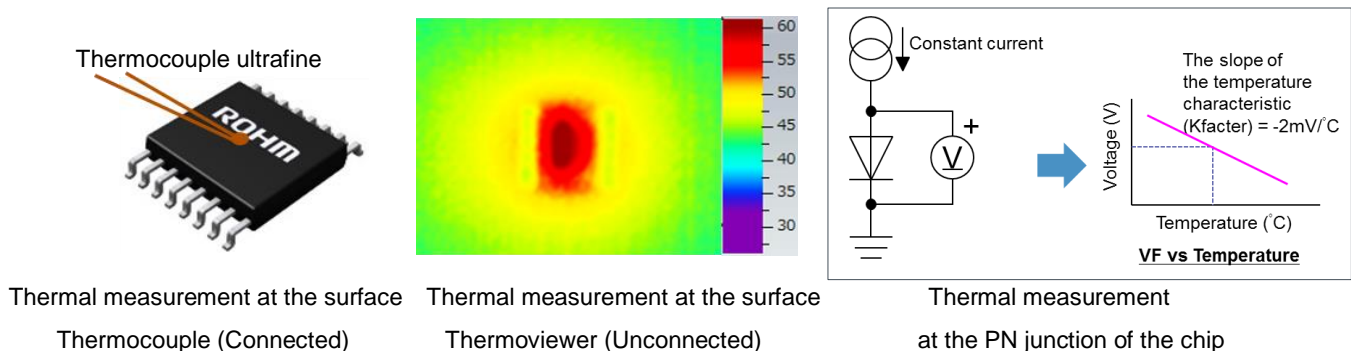 Thermocouple ultrafine
ROHM
60
55
50
45
40
35
30
Constant current
+
V
The slope of
the temperature
characteristic
(Kfacter) = -2mV/°C
Voltage (V)
Temperature (°C)
VF vs Temperature
Thermal measurement at the surface
Thermocouple (Connected)
Thermal measurement at the surface
Thermoviewer (Unconnected)
Thermal measurement
at the PN junction of the chip